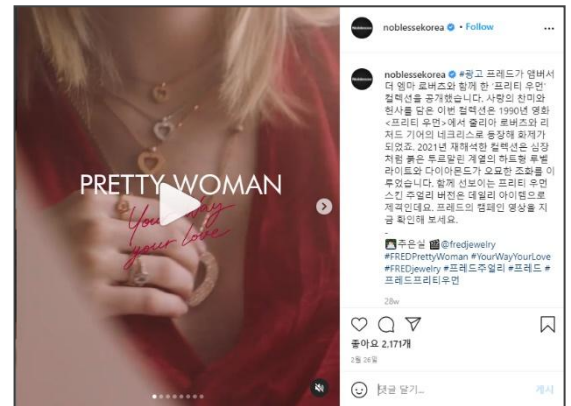 noblessekorea • Follow
noblessekorea #광고 프레드가 앰버서
더 엠마 로버츠와 함께 한 '프리티 우먼'
컬렉션을 공개했습니다. 사랑의 찬미와
헌사를 담은 이번 컬렉션은 1990년 영화
<프리티 우먼>에서 줄리아 로버츠와 리
처드 기어의 네크리스로 등장해 화제가
되었죠. 2021년 재해석한 컬렉션은 심장
처럼 붉은 투르말린 계열의 하트형 루벨
라이트와 다이아몬드가 오묘한 조화를 이
루었습니다. 함께 선보이는 프리티 우먼
스킨 주얼리 버전은 데일리 아이템으로
제격인데요. 프레드의 캠페인 영상을 지
금 확인해 보세요.
-
주은실 @fredjewelry
#FREDPrettyWoman #YourWayYourLove
#FREDjewelry #프레드주얼리 #프레드 #
프레드프리티우먼
28w
좋아요 2,171개
2월 26일
댓글 달기...
게시
PRETTY WOMAN
Your way
your love